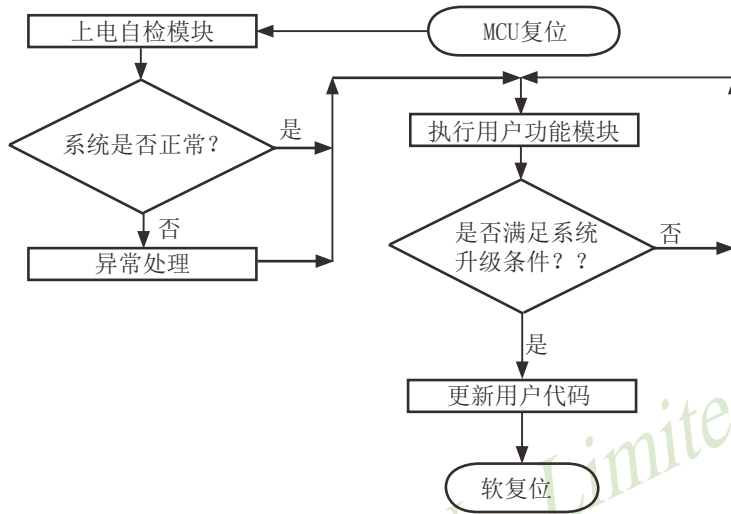 上电自检模块
MCU复位
系统是否正常？
是
否
异常处理
执行用户功能模块
是否满足系统
升级条件？？
否
是
更新用户代码
软复位
Limite